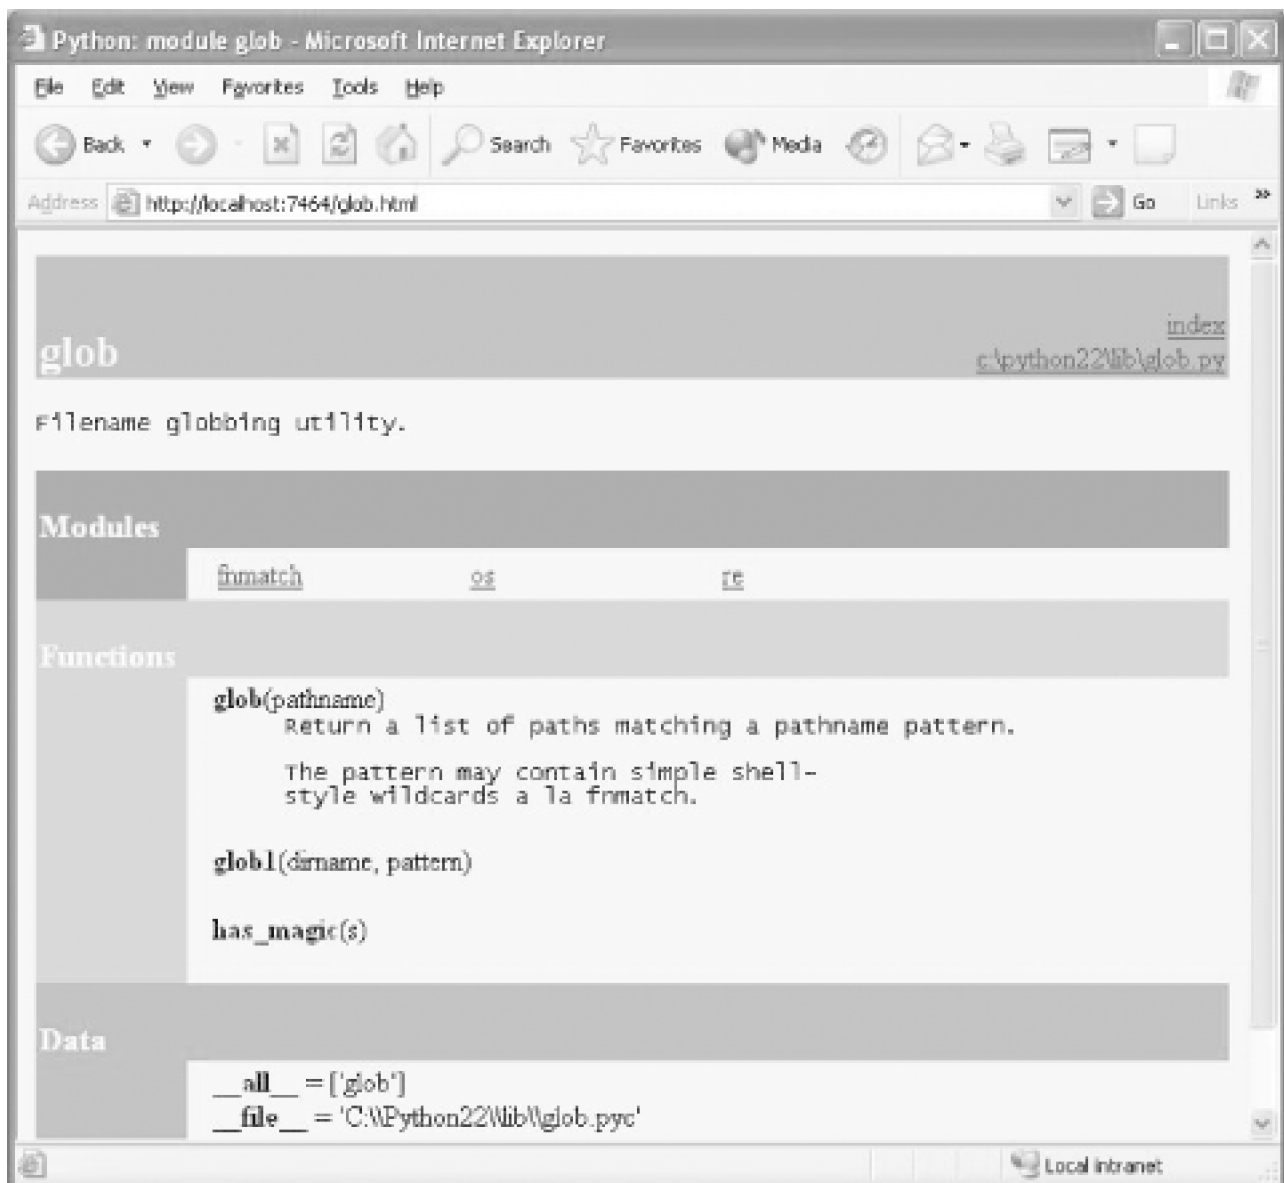 Python: module glob - Microsoft Internet Explorer
File Edit View Favorites Tools Help
Back Search Favorites Media
Address http://localhost:7464/glob.html Go Links »
index
glob c:\python22\lib\glob.py
Filename globbing utility.
Modules
fnmatch os re
Functions
glob(pathname)
Return a list of paths matching a pathname pattern.
The pattern may contain simple shell-
style wildcards a la fnmatch.
glob1(dirname, pattern)
has_magic(s)
Data
__all__ = ['glob']
__file__ = 'C:\\Python22\\lib\\glob.pyc'
Local intranet